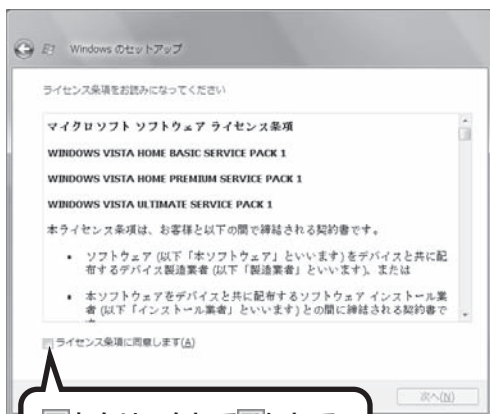 Windows のセットアップ
ライセンス条項をお読みになってください
マイクロソフト ソフトウェア ライセンス条項
WINDOWS VISTA HOME BASIC SERVICE PACK 1
WINDOWS VISTA HOME PREMIUM SERVICE PACK 1
WINDOWS VISTA ULTIMATE SERVICE PACK 1
本ライセンス条項は、お客様と以下の間で締結される契約書です。
• ソフトウェア (以下「本ソフトウェア」といいます) をデバイスと共に配
布するデバイス製造業者 (以下「製造業者」といいます)、または
• 本ソフトウェアをデバイスと共に配布するソフトウェア インストール業
者 (以下「インストール業者」といいます) との間に締結される契約書で
ライセンス条項に同意します(A)
次へ(N)